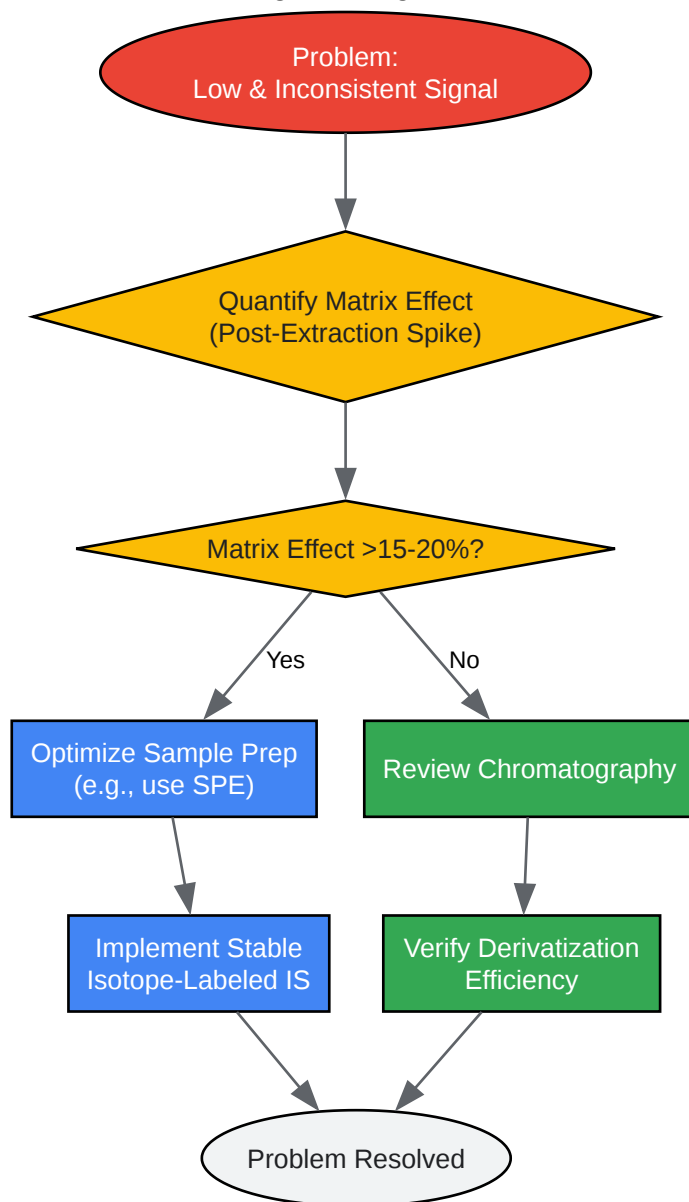 Problem:
Low & Inconsistent Signal
Quantify Matrix Effect
(Post-Extraction Spike)
Matrix Effect >15-20%?
Yes
No
Optimize Sample Prep
(e.g., use SPE)
Review Chromatography
Implement Stable
Isotope-Labeled IS
Verify Derivatization
Efficiency
Problem Resolved